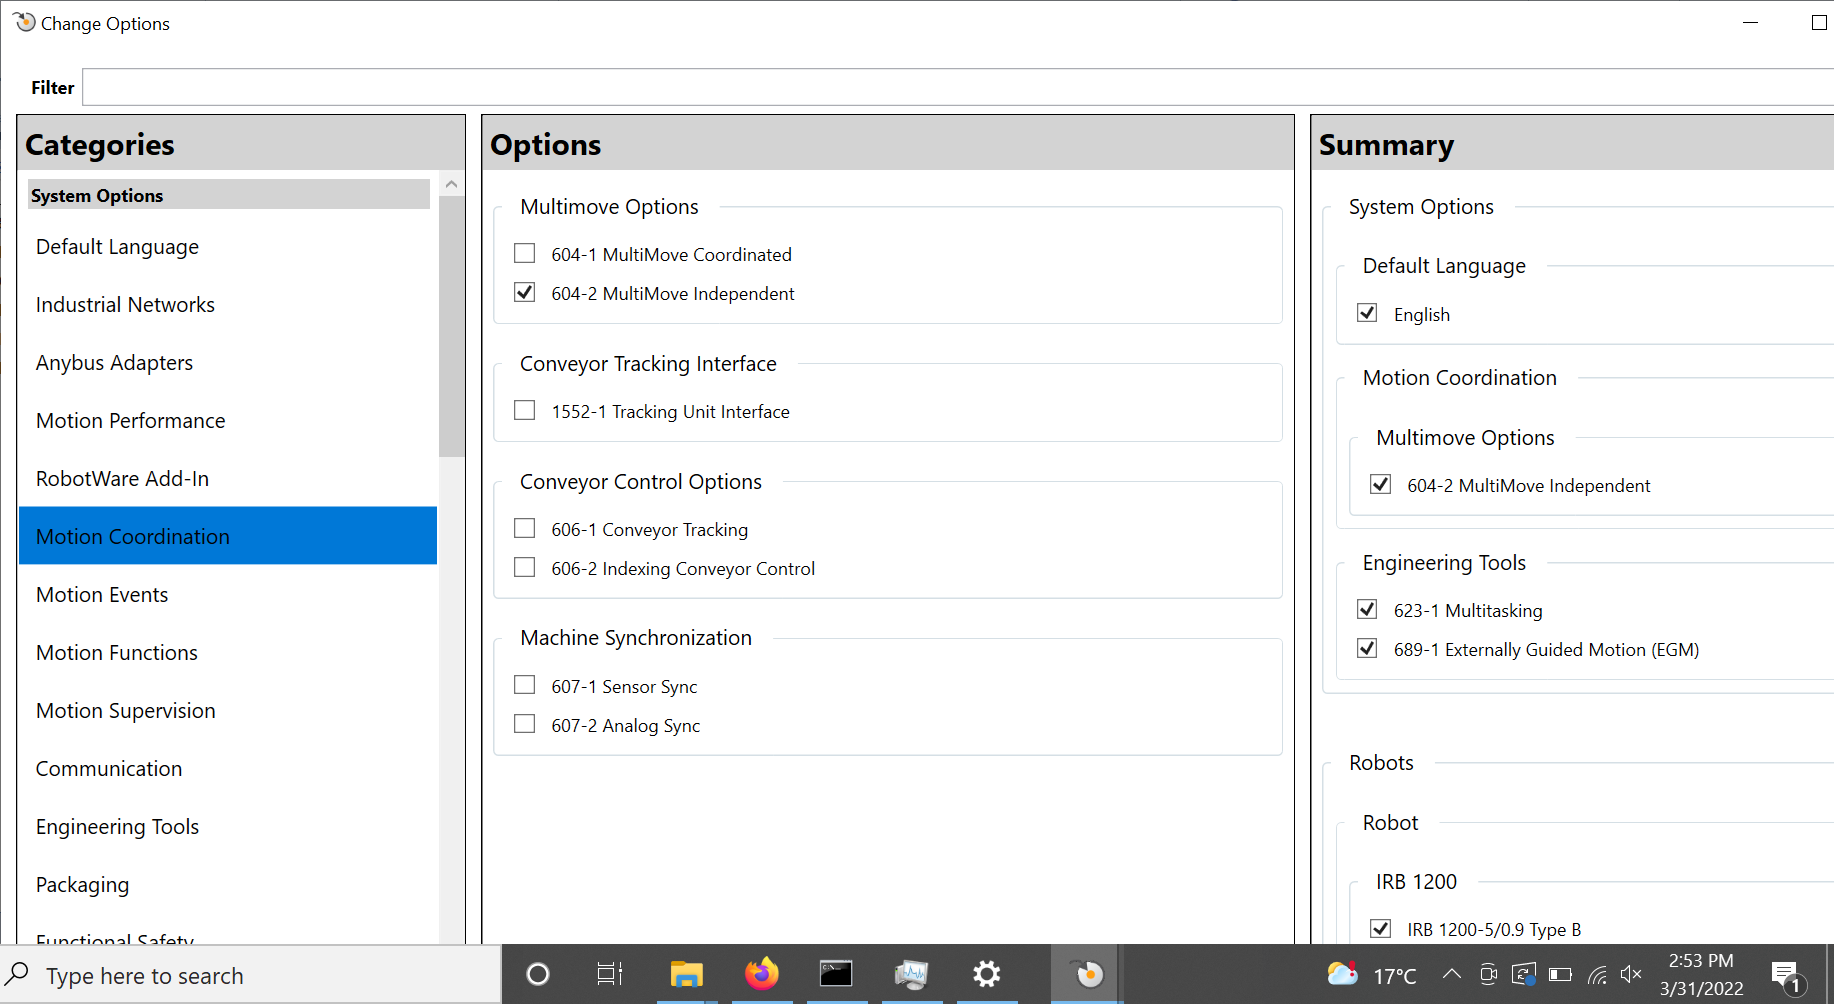 Change Options
Filter
Categories
System Options
Default Language
Industrial Networks
Anybus Adapters
Motion Performance
RobotWare Add-In
Motion Coordination
Motion Events
Motion Functions
Motion Supervision
Communication
Engineering Tools
Packaging
Functional Safety
Options
Multimove Options
604-1 MultiMove Coordinated
604-2 MultiMove Independent
Conveyor Tracking Interface
1552-1 Tracking Unit Interface
Conveyor Control Options
606-1 Conveyor Tracking
606-2 Indexing Conveyor Control
Machine Synchronization
607-1 Sensor Sync
607-2 Analog Sync
Summary
System Options
Default Language
English
Motion Coordination
Multimove Options
604-2 MultiMove Independent
Engineering Tools
623-1 Multitasking
689-1 Externally Guided Motion (EGM)
Robots
Robot
IRB 1200
IRB 1200-5/0.9 Type B
Type here to search
17°C
2:53 PM
3/31/2022
1